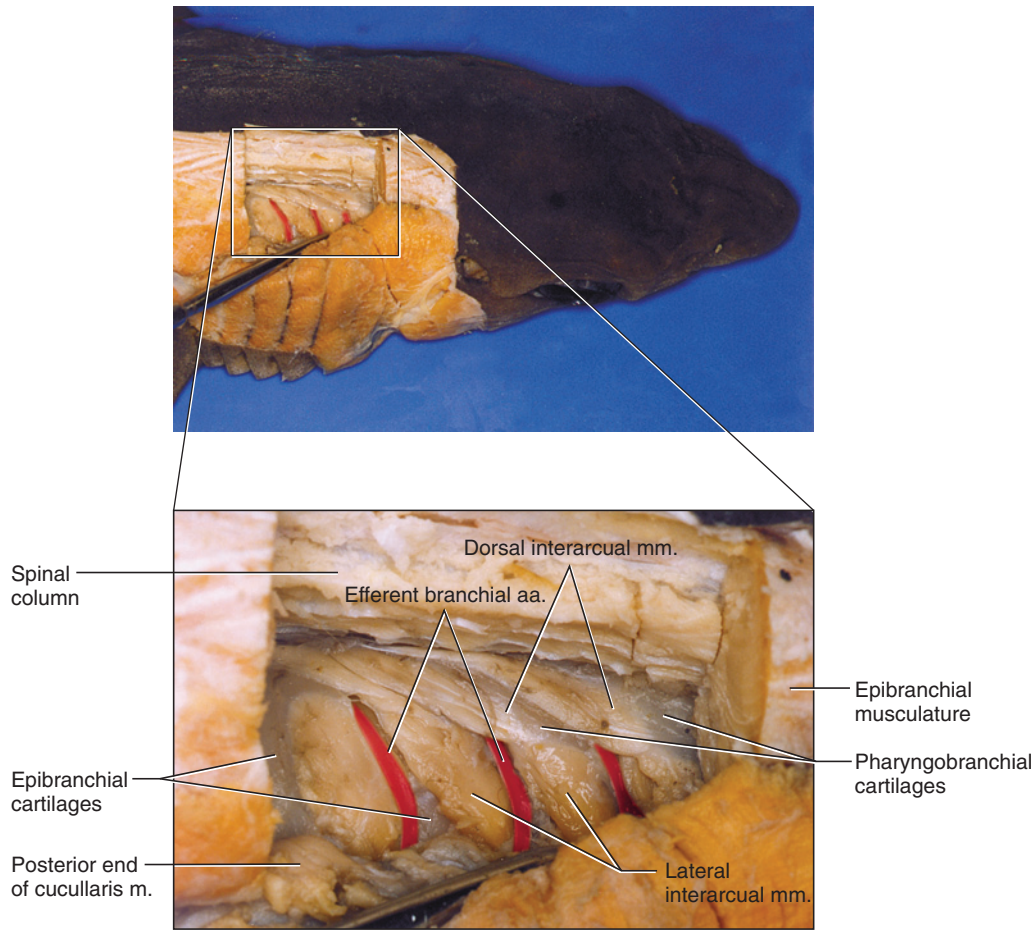 Dorsal interarcual mm.
Spinal
column
Efferent branchial aa.
Epibranchial
musculature
Pharyngobranchial
cartilages
Epibranchial
cartilages
Posterior end
of cucullaris m.
Lateral
interarcual mm.